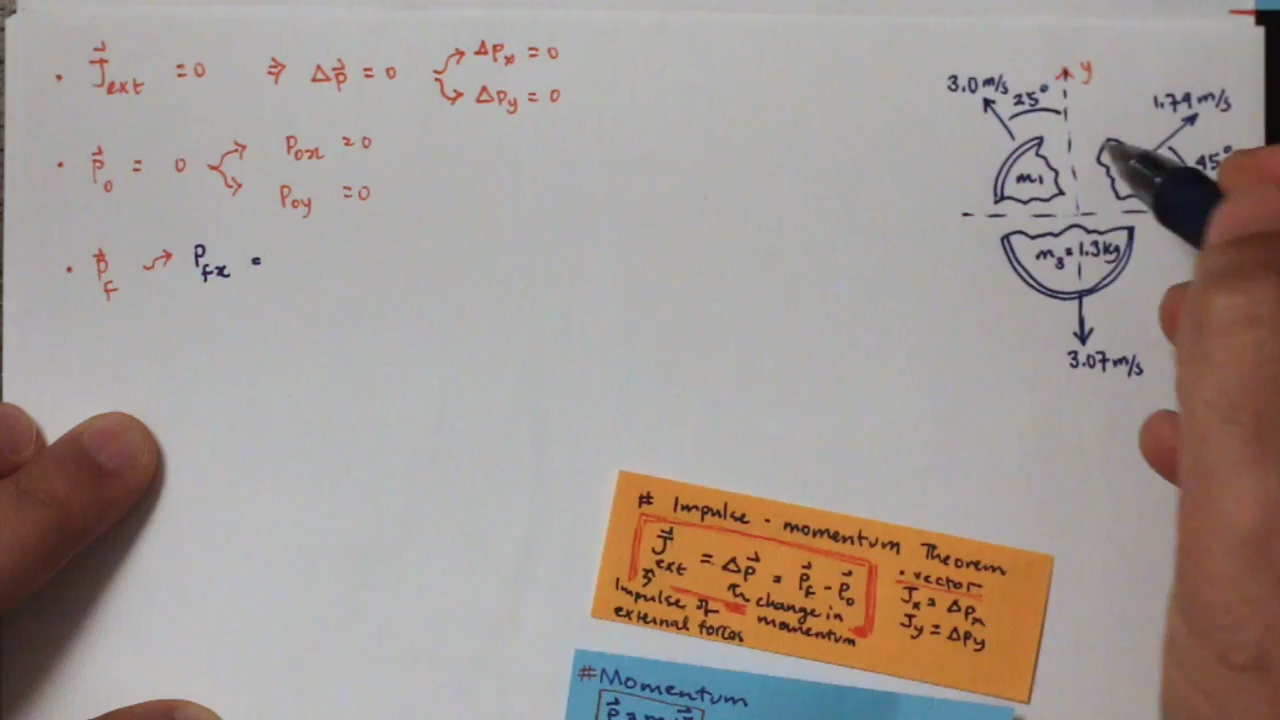 . J⃗ext = 0 ⇒ ΔP⃗ = 0 ΔPx = 0
ΔPy = 0
. P⃗0 = 0 P0x = 0
P0y = 0
. P⃗f Pfx =
y
3.0 m/s 25° 1.79 m/s
45°
m1
m3 = 1.3 kg
3.07 m/s
# Impulse - momentum Theorem
J⃗ext = ΔP⃗ = P⃗f - P⃗0
Impulse of external forces
change in momentum
. vector
Jx = ΔPx
Jy = ΔPy
#Momentum